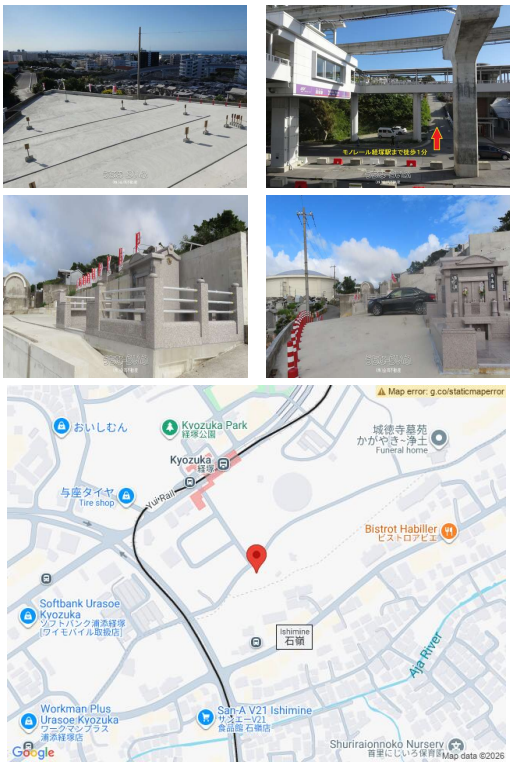 モノレール経塚駅まで徒歩1分
Map error: g.co/staticmaperror
おいしむん
Kyozuka Park
経塚公園
城徳寺墓苑
かがやき~浄土
Funeral home
Kyozuka
経塚
与座タイヤ
Tire shop
Yui Rail
Bistrot Habiller
ビストロアビエ
Softbank Urasoe
Kyozuka
ソフトバンク浦添経塚
[ワイモバイル取扱店]
Ishimine
石嶺
Aja River
Workman Plus
Urasoe Kyozuka
ワークマンプラス
浦添経塚店
San-A V21 Ishimine
サンエーV21
食品館 石嶺店
Shuriraionnoko Nursery
首里にじいろ保育園
Google
Map data ©2026